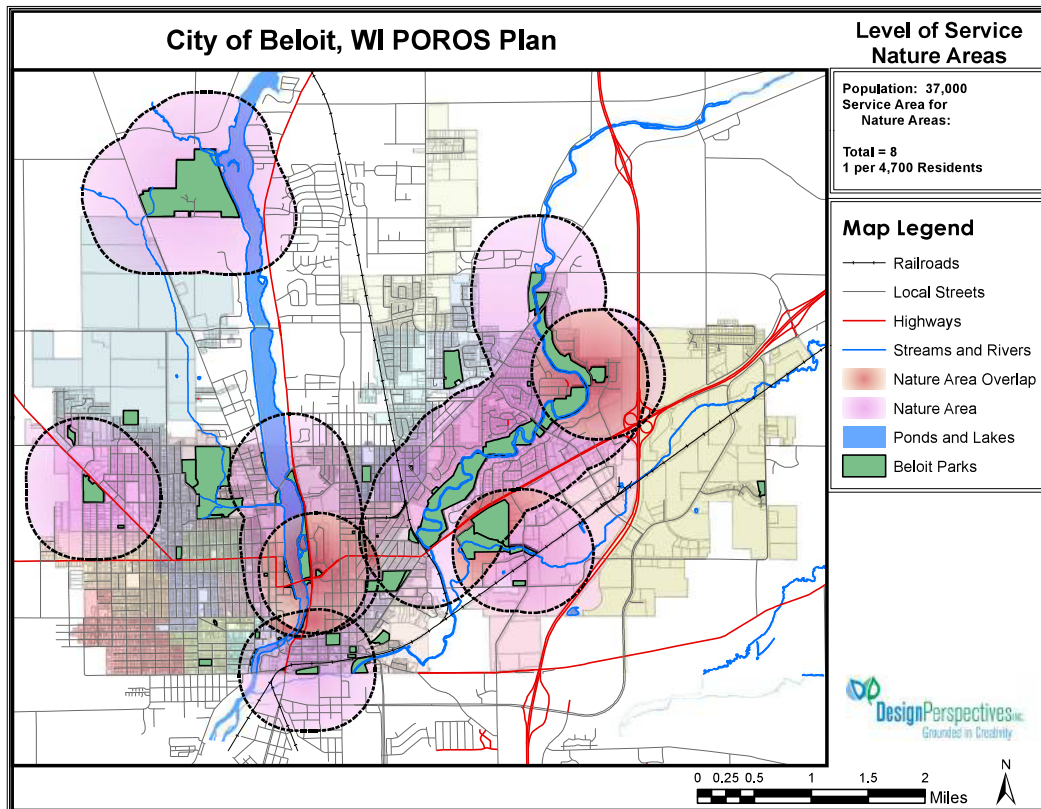 City of Beloit, WI POROS Plan
Level of Service
Nature Areas
Population: 37,000
Service Area for
Nature Areas:
Total = 8
1 per 4,700 Residents
Map Legend
Railroads
Local Streets
Highways
Streams and Rivers
Nature Area Overlap
Nature Area
Ponds and Lakes
Beloit Parks
DesignPerspectives INC.
Grounded in Creativity
N
0 0.25 0.5 1 1.5 2
Miles